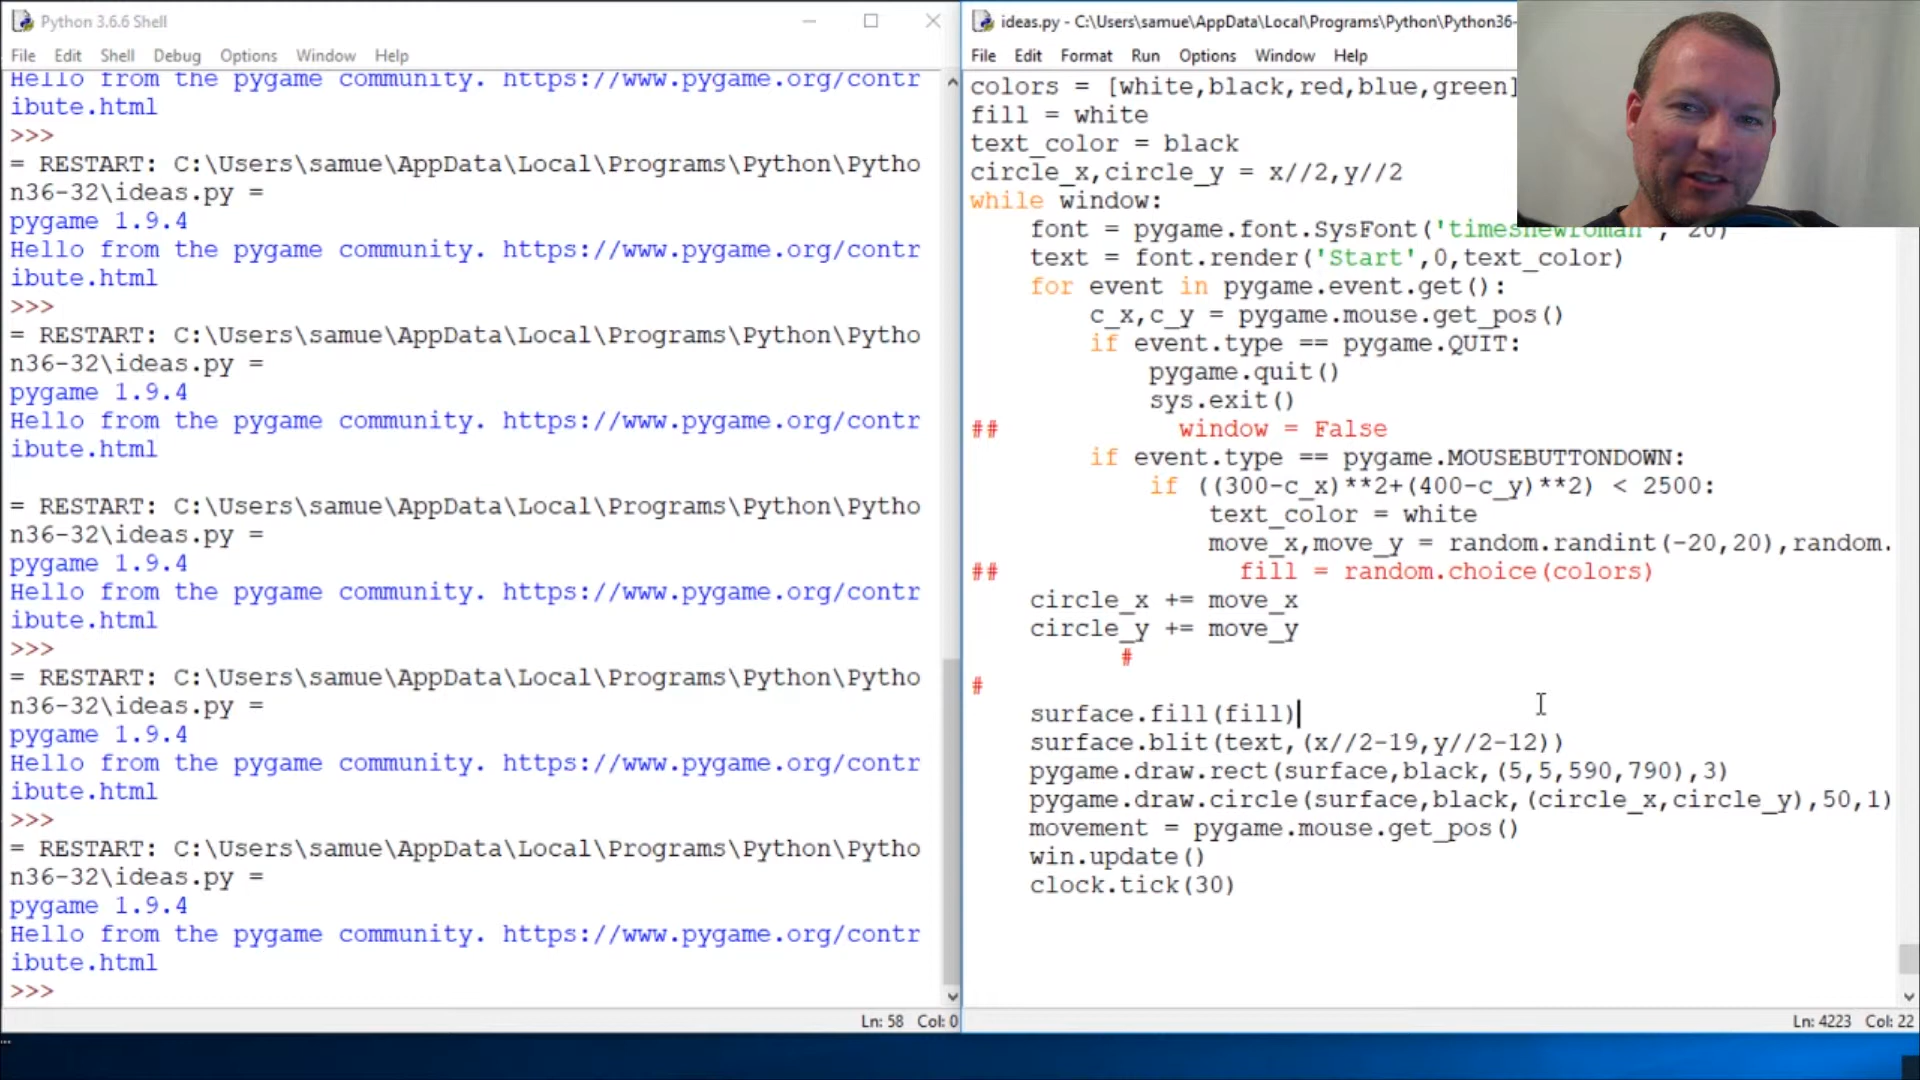 Python 3.6.6 Shell
File Edit Shell Debug Options Window Help
Hello from the pygame community. https://www.pygame.org/contr
ibute.html
>>>
= RESTART: C:\Users\samue\AppData\Local\Programs\Python\Pytho
n36-32\ideas.py =
pygame 1.9.4
Hello from the pygame community. https://www.pygame.org/contr
ibute.html
>>>
= RESTART: C:\Users\samue\AppData\Local\Programs\Python\Pytho
n36-32\ideas.py =
pygame 1.9.4
Hello from the pygame community. https://www.pygame.org/contr
ibute.html
= RESTART: C:\Users\samue\AppData\Local\Programs\Python\Pytho
n36-32\ideas.py =
pygame 1.9.4
Hello from the pygame community. https://www.pygame.org/contr
ibute.html
>>>
= RESTART: C:\Users\samue\AppData\Local\Programs\Python\Pytho
n36-32\ideas.py =
pygame 1.9.4
Hello from the pygame community. https://www.pygame.org/contr
ibute.html
>>>
= RESTART: C:\Users\samue\AppData\Local\Programs\Python\Pytho
n36-32\ideas.py =
pygame 1.9.4
Hello from the pygame community. https://www.pygame.org/contr
ibute.html
>>>
Ln: 58 Col: 0
ideas.py - C:\Users\samue\AppData\Local\Programs\Python\Python36-
File Edit Format Run Options Window Help
colors = [white,black,red,blue,green]
fill = white
text_color = black
circle_x,circle_y = x//2,y//2
while window:
    font = pygame.font.SysFont('timesnewroman', 20)
    text = font.render('Start',0,text_color)
    for event in pygame.event.get():
        c_x,c_y = pygame.mouse.get_pos()
        if event.type == pygame.QUIT:
            pygame.quit()
            sys.exit()
##            window = False
        if event.type == pygame.MOUSEBUTTONDOWN:
            if ((300-c_x)**2+(400-c_y)**2) < 2500:
                text_color = white
                move_x,move_y = random.randint(-20,20),random.
##                fill = random.choice(colors)
    circle_x += move_x
    circle_y += move_y
#
#
    surface.fill(fill)
    surface.blit(text,(x//2-19,y//2-12))
    pygame.draw.rect(surface,black,(5,5,590,790),3)
    pygame.draw.circle(surface,black,(circle_x,circle_y),50,1)
    movement = pygame.mouse.get_pos()
    win.update()
    clock.tick(30)
Ln: 4223 Col: 22